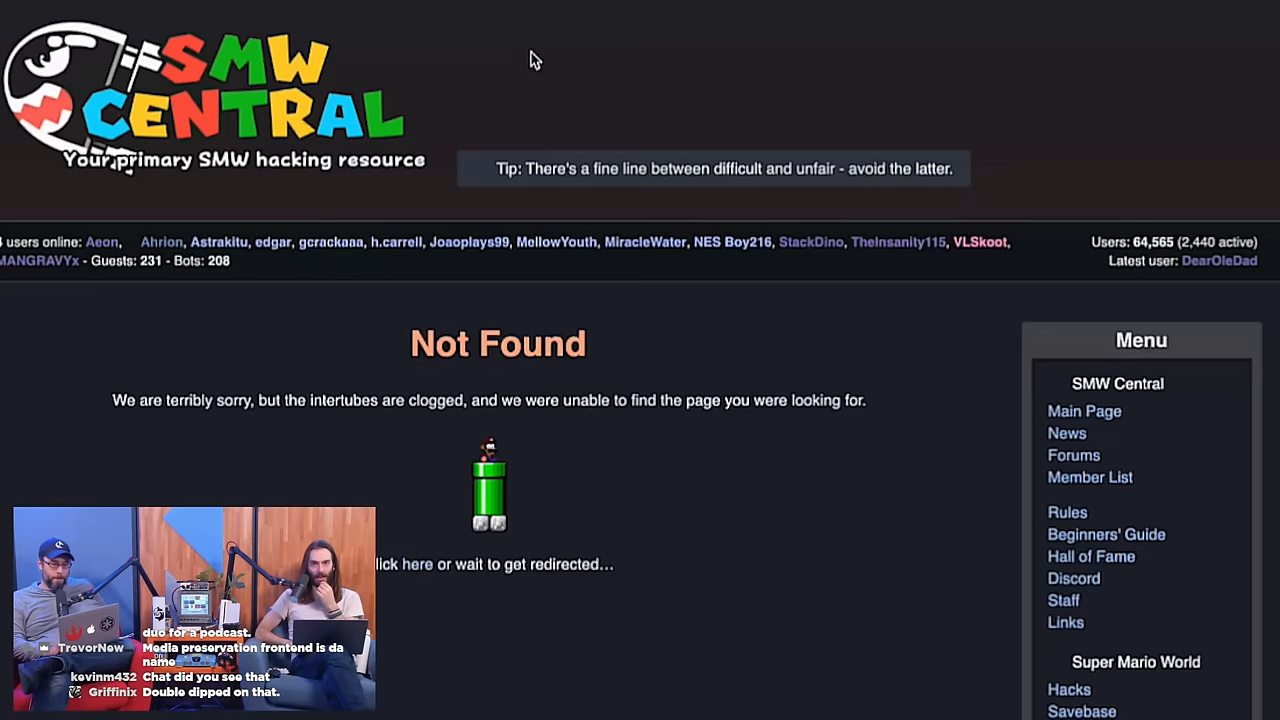 SMW
CENTRAL
Your primary SMW hacking resource
Tip: There's a fine line between difficult and unfair - avoid the latter.
users online: Aeon, Ahrion, Astrakitu, edgar, gcrackaaa, h.carrell, Joaoplays99, MellowYouth, MiracleWater, NES Boy216, StackDino, TheInsanity115, VLSkoot,
MANGRAVYx - Guests: 231 - Bots: 208
Users: 64,565 (2,440 active)
Latest user: DearOleDad
Not Found
We are terribly sorry, but the intertubes are clogged, and we were unable to find the page you were looking for.
lick here or wait to get redirected...
Menu
SMW Central
Main Page
News
Forums
Member List
Rules
Beginners' Guide
Hall of Fame
Discord
Staff
Links
Super Mario World
Hacks
Savebase
duo for a podcast.
TrevorNew Media preservation frontend is da
name
kevinm432 Chat did you see that
Griffinix Double dipped on that.